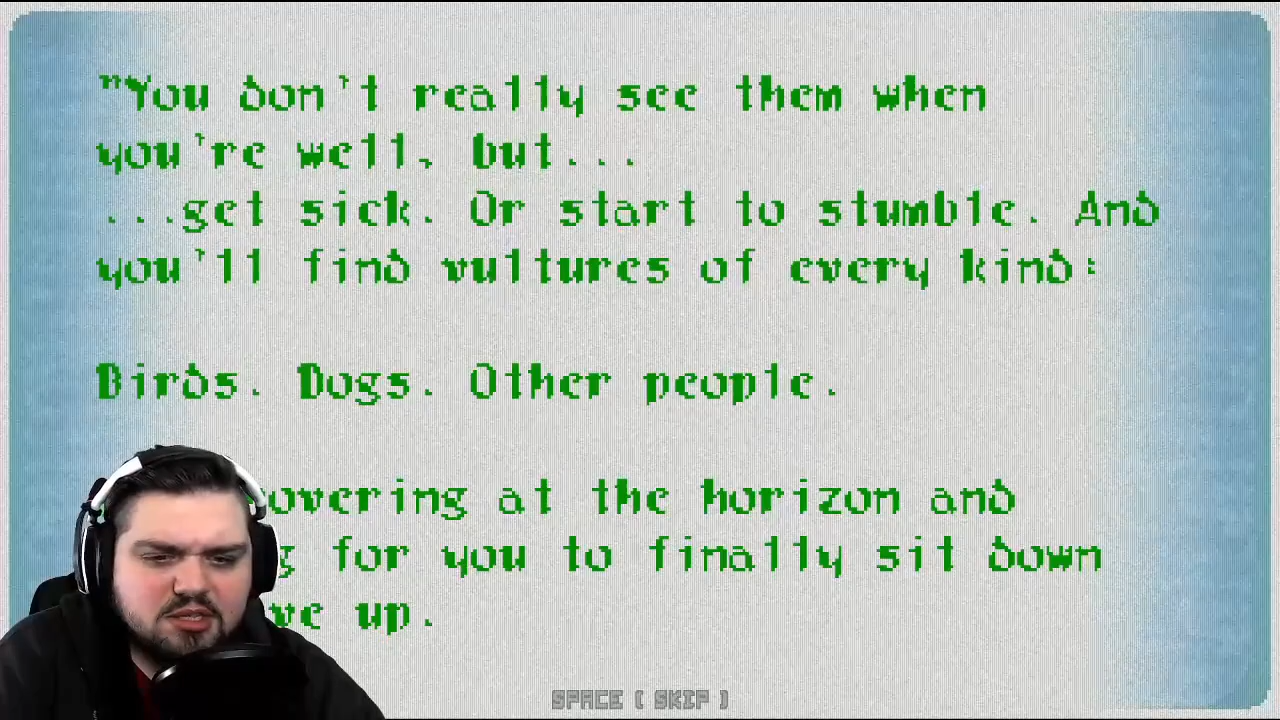 "You don't really see them when
you're well, but...
...get sick. Or start to stumble. And
you'll find vultures of every kind:
Birds. Dogs. Other people.
overing at the horizon and
for you to finally sit down
up.
SPACE ( SKIP )